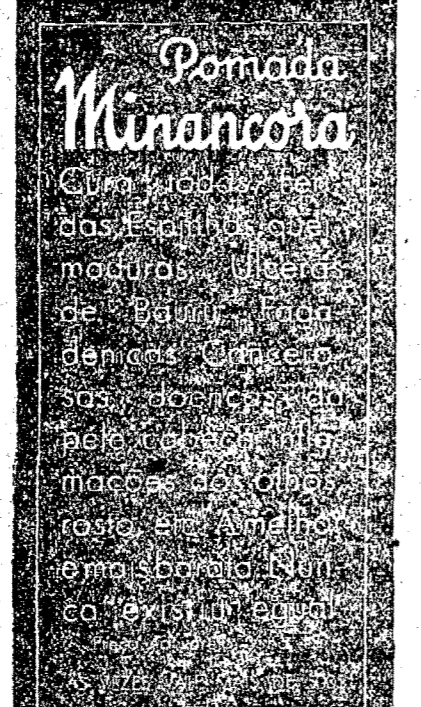 Pomada
Minancora
Cura todas feri-
das, Espinhas, quei-
maduras, Ulceras
de Baurú, Faga-
denicas, Cancero-
sas, doenças da
pele, cabeça, infla-
mações dos olhos,
rosto, etc. A melhor
e mais barata. Nun-
ca existiu egual